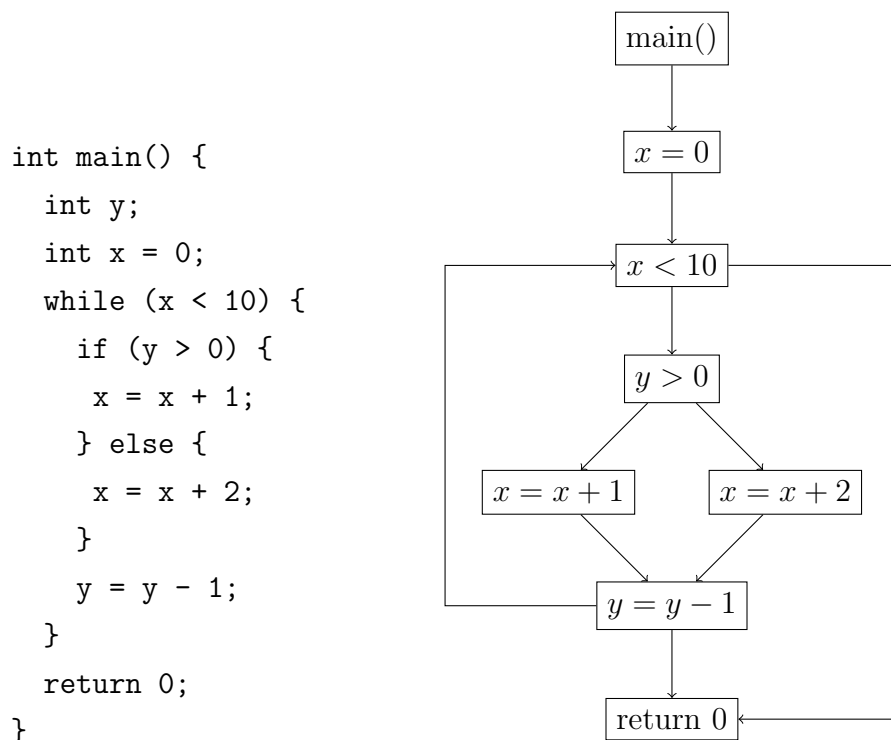 int main() {
int y;
int x = 0;
while (x < 10) {
if (y > 0) {
x = x + 1;
} else {
x = x + 2;
}
y = y - 1;
}
return 0;
}
main()
x = 0
x < 10
y > 0
x = x + 1
x = x + 2
y = y − 1
return 0